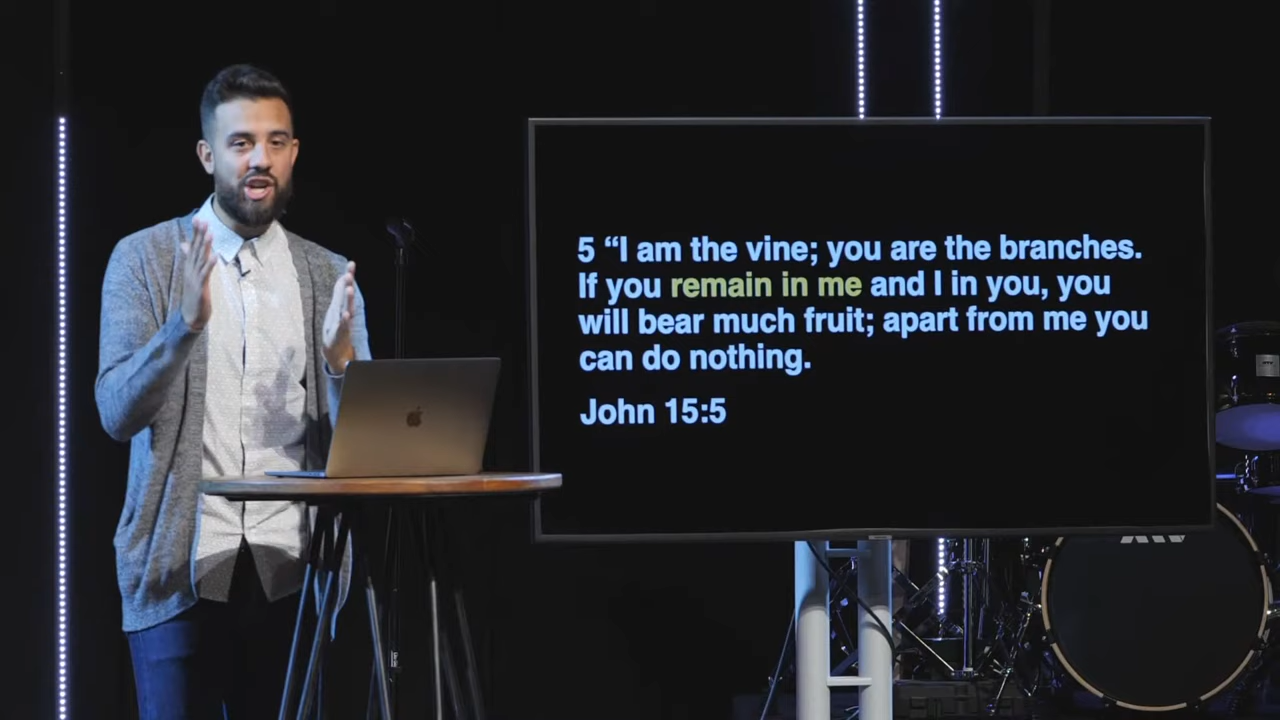 5 “I am the vine; you are the branches.
If you remain in me and I in you, you
will bear much fruit; apart from me you
can do nothing.
John 15:5